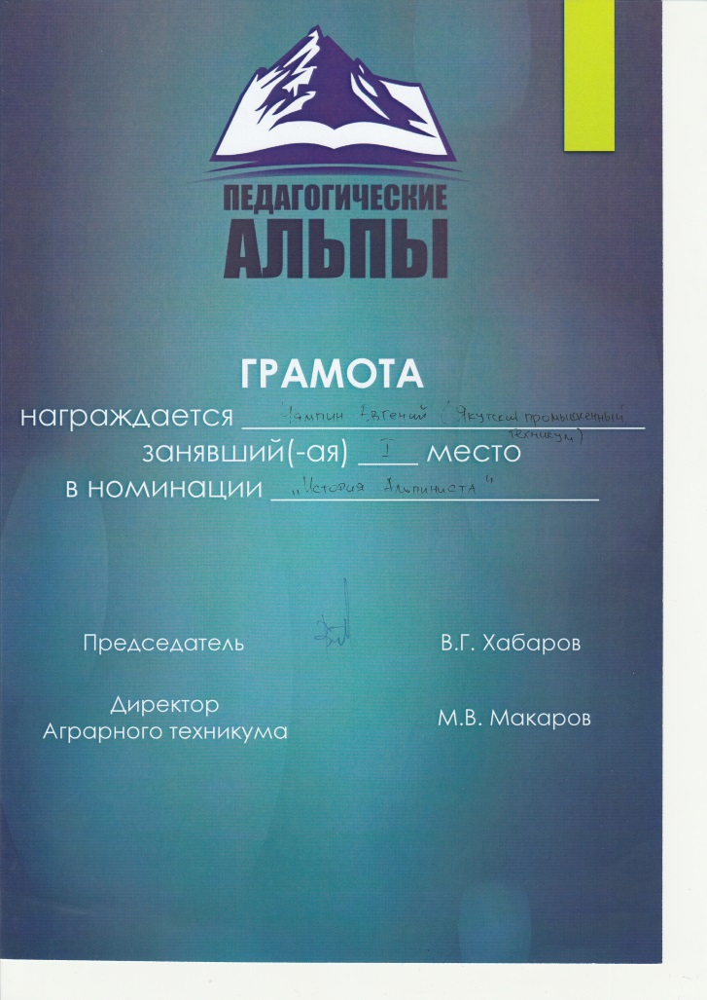 ПЕДАГОГИЧЕСКИЕ
АЛЬПЫ
ГРАМОТА
награждается Чямпин Евгений (Якутский промышленный
техникум)
занявший(-ая) I место
в номинации "История Альпиниста"
Председатель В.Г. Хабаров
Директор
Аграрного техникума М.В. Макаров